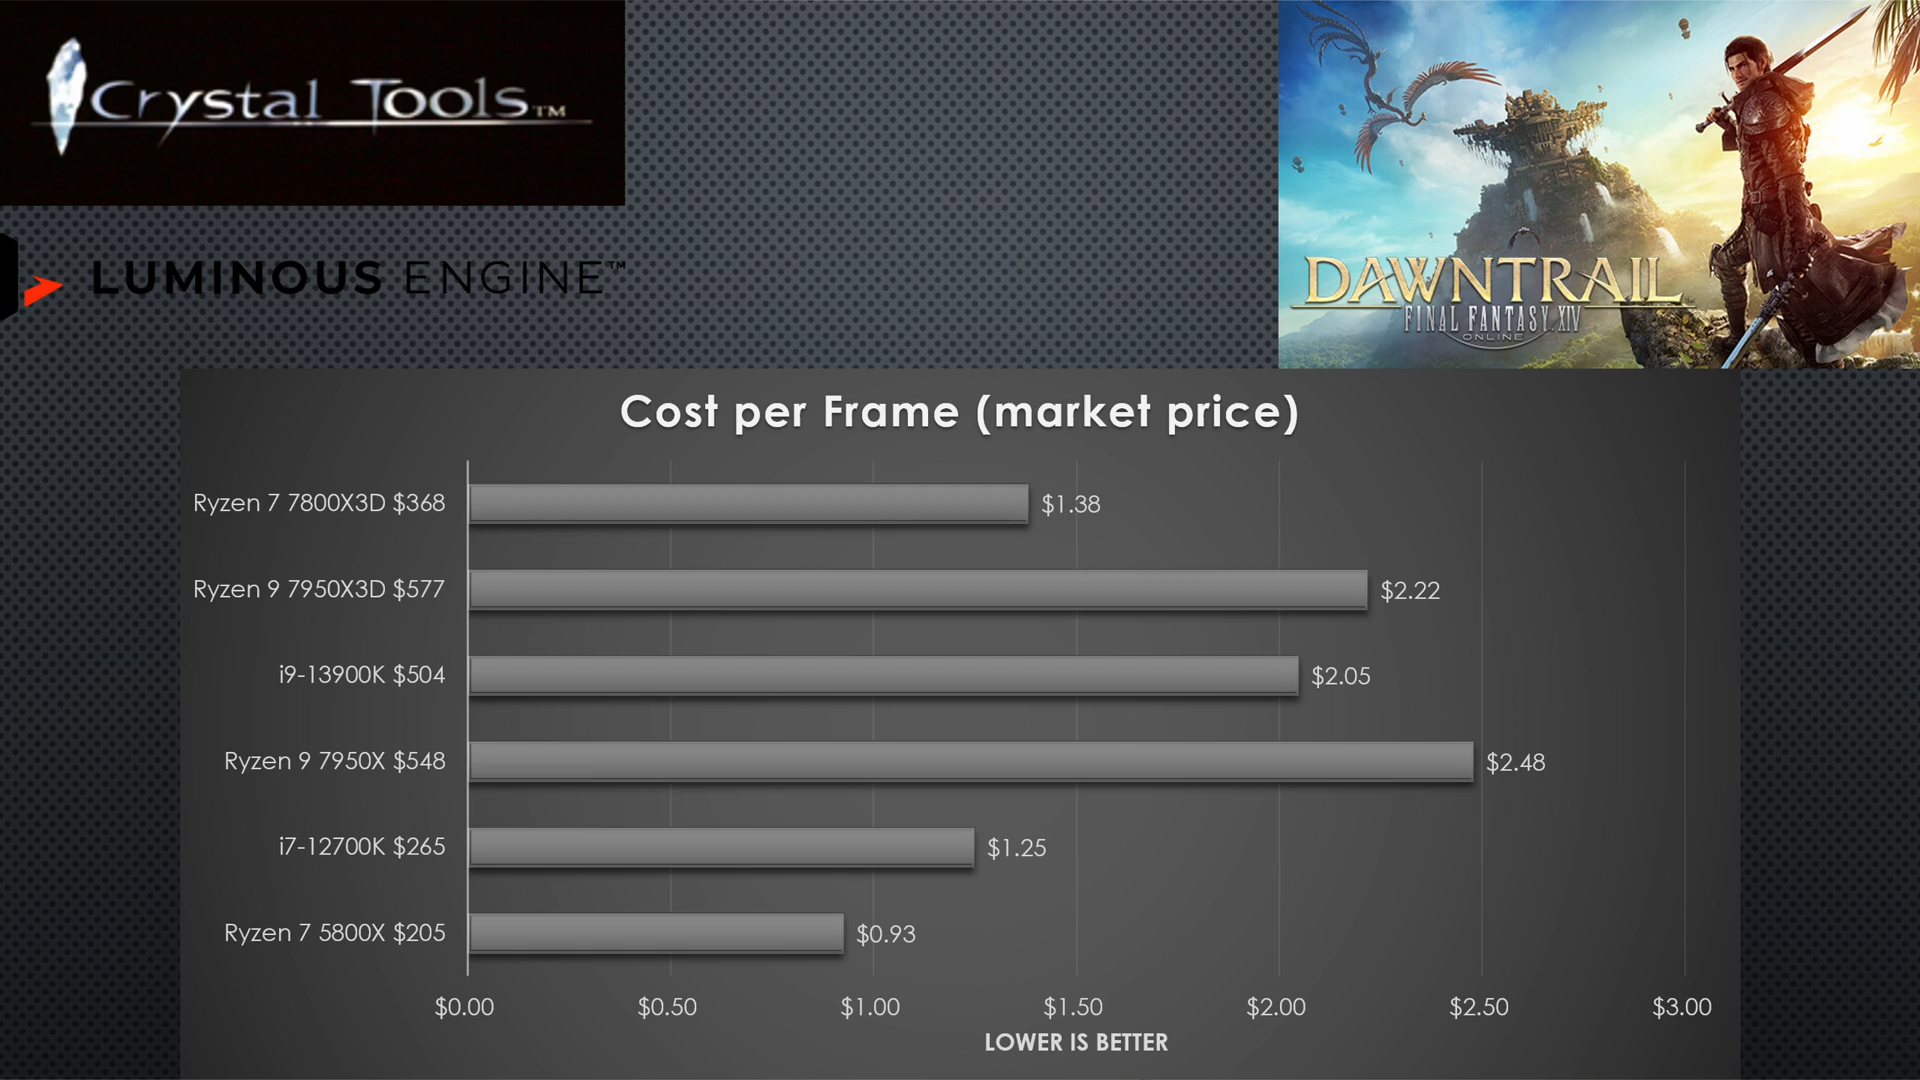 Crystal Tools™
LUMINOUS ENGINE™
DAWNTRAIL™
FINAL FANTASY XIV
ONLINE
Cost per Frame (market price)
Ryzen 7 7800X3D $368 $1.38
Ryzen 9 7950X3D $577 $2.22
i9-13900K $504 $2.05
Ryzen 9 7950X $548 $2.48
i7-12700K $265 $1.25
Ryzen 7 5800X $205 $0.93
$0.00 $0.50 $1.00 $1.50 $2.00 $2.50 $3.00
LOWER IS BETTER